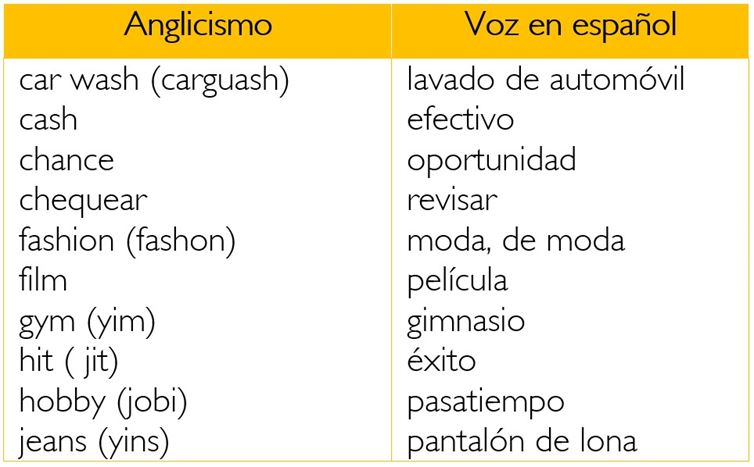 Anglicismo Voz en español
car wash (carguash) lavado de automóvil
cash efectivo
chance oportunidad
chequear revisar
fashion (fashon) moda, de moda
film película
gym (yim) gimnasio
hit ( jit) éxito
hobby (jobi) pasatiempo
jeans (yins) pantalón de lona